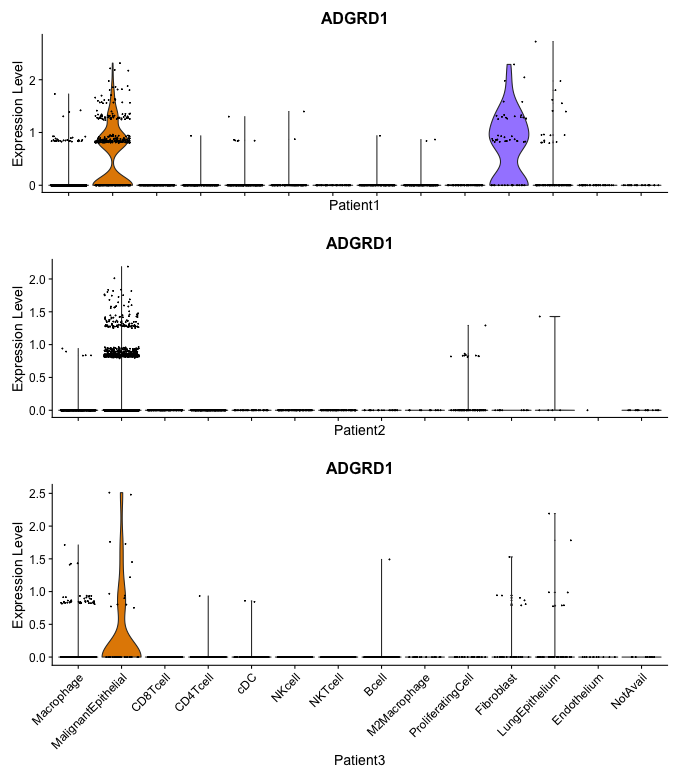 ADGRD1
Expression Level
2
1
0
Patient1
ADGRD1
Expression Level
2.0
1.5
1.0
0.5
0.0
Patient2
ADGRD1
Expression Level
2.5
2.0
1.5
1.0
0.5
0.0
Macrophage
MalignantEpithelial
CD8Tcell
CD4Tcell
cDC
NKcell
NKTcell
Bcell
M2Macrophage
ProliferatingCell
Fibroblast
LungEpithelium
Endothelium
NotAvail
Patient3